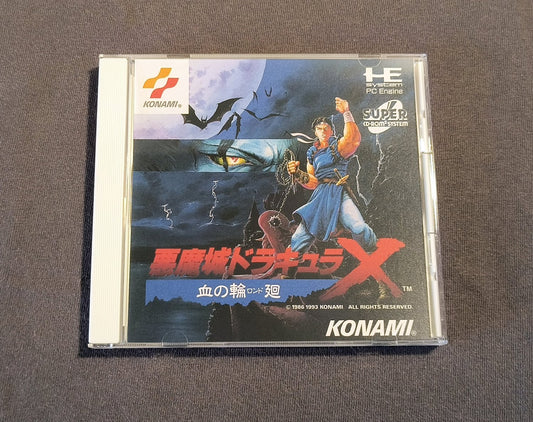 KONAMI®
HE
SYSTEM
PC Engine
SUPER
CD-ROM² SYSTEM
悪魔城ドラキュラX
TM
血の輪ロンド廻
© 1986 1993 KONAMI ALL RIGHTS RESERVED.
KONAMI